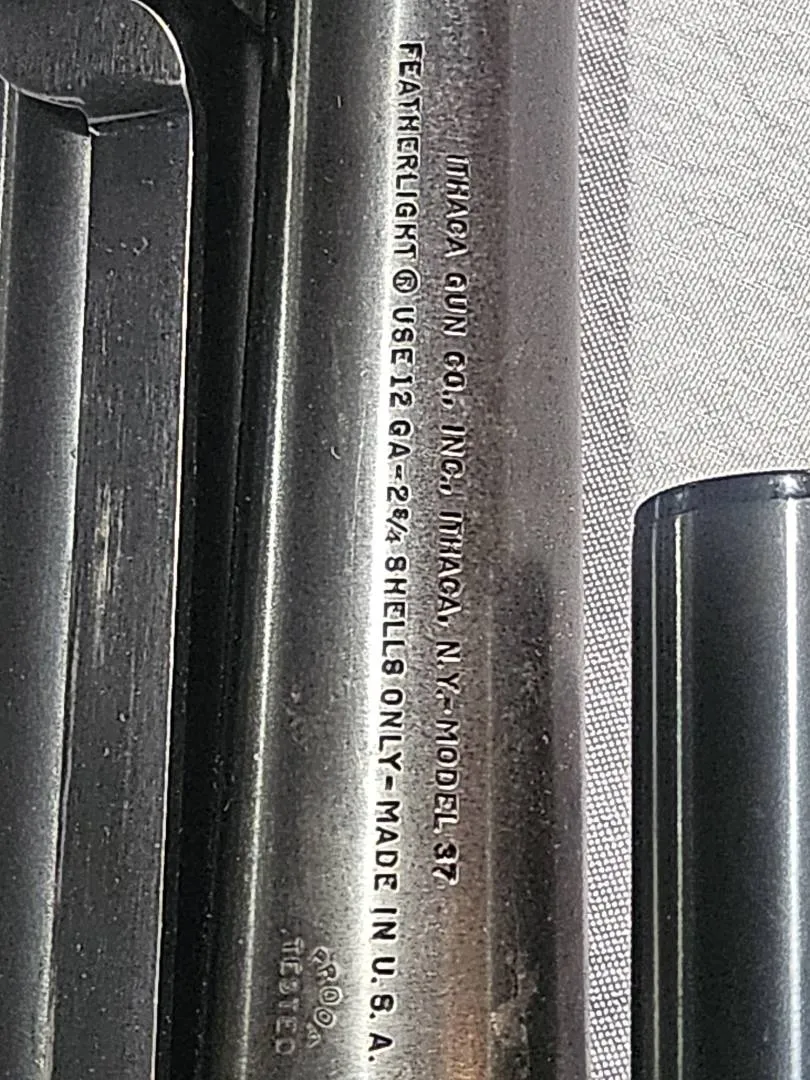 ITHACA GUN CO., INC., ITHACA, N.Y.-MODEL 37
FEATHERLIGHT ® USE 12 GA-2¾ SHELLS ONLY-MADE IN U.S.A.
PROOF
TESTED